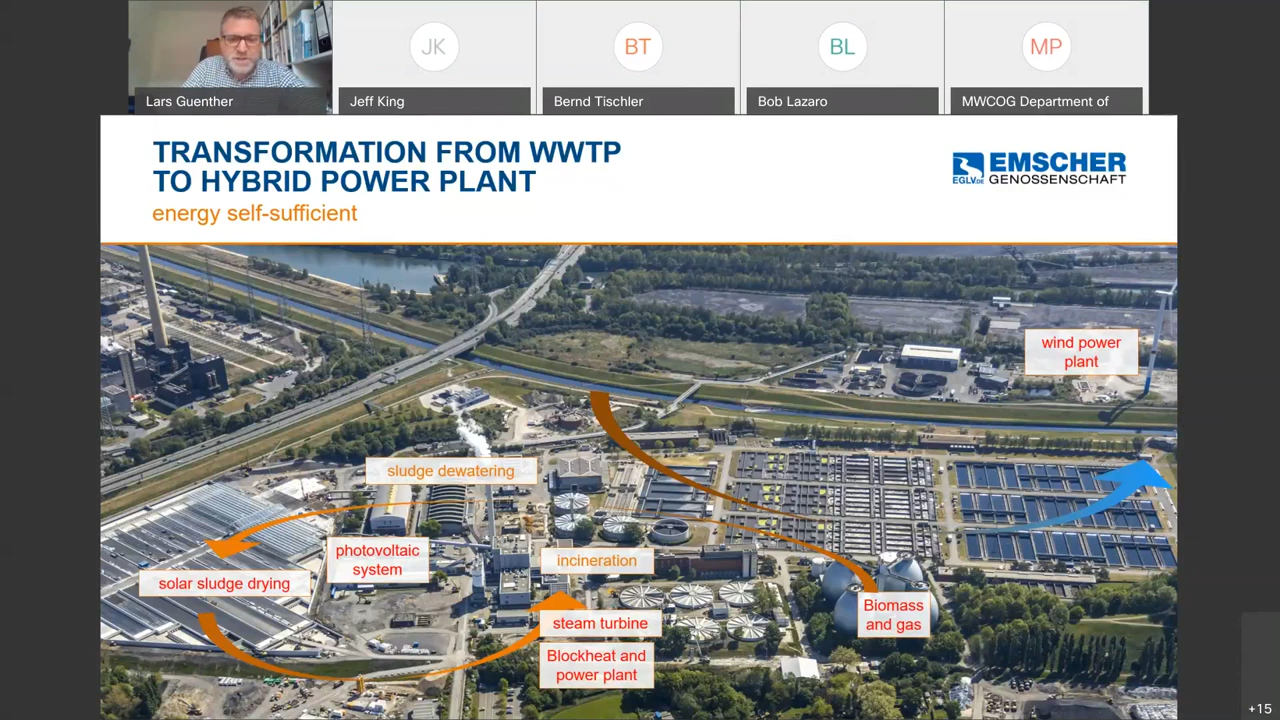 JK
BT
BL
MP
Lars Guenther
Jeff King
Bernd Tischler
Bob Lazaro
MWCOG Department of
TRANSFORMATION FROM WWTP
TO HYBRID POWER PLANT
energy self-sufficient
EGLV.DE
EMSCHER
GENOSSENSCHAFT
wind power
plant
sludge dewatering
photovoltaic
system
incineration
solar sludge drying
Biomass
and gas
steam turbine
Blockheat and
power plant
+15